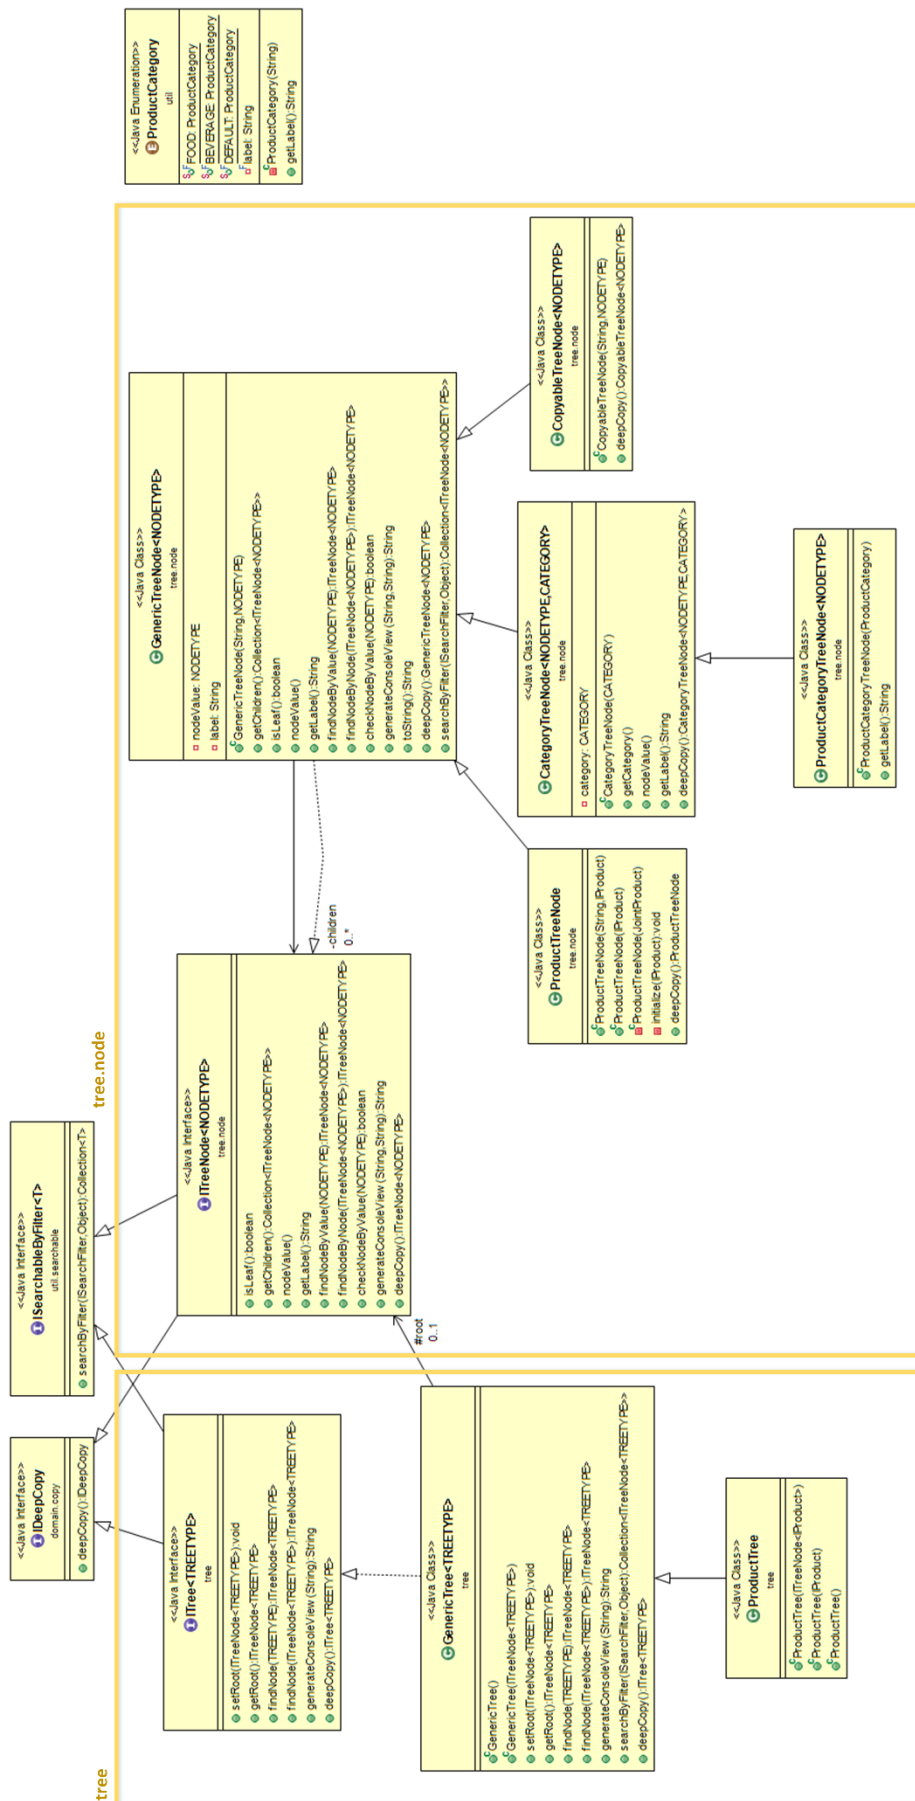 <<Java Interface>>
IDeepCopy
domain.copy
deepCopy():IDeepCopy
<<Java Interface>>
ISearchableByFilter<T>
util.searchable
searchByFilter(ISearchFilter,Object):Collection<T>
<<Java Enumeration>>
ProductCategory
util
FOOD: ProductCategory
BEVERAGE: ProductCategory
DEFAULT: ProductCategory
label: String
ProductCategory(String)
getLabel():String
tree
<<Java Interface>>
ITree<TREETYPE>
tree
setRoot(ITreeNode<TREETYPE>):void
getRoot():ITreeNode<TREETYPE>
findNode(TREETYPE):ITreeNode<TREETYPE>
findNode(ITreeNode<TREETYPE>):ITreeNode<TREETYPE>
generateConsoleView(String):String
deepCopy():ITree<TREETYPE>
<<Java Class>>
GenericTree<TREETYPE>
tree
GenericTree()
GenericTree(ITreeNode<TREETYPE>)
setRoot(ITreeNode<TREETYPE>):void
getRoot():ITreeNode<TREETYPE>
findNode(TREETYPE):ITreeNode<TREETYPE>
findNode(ITreeNode<TREETYPE>):ITreeNode<TREETYPE>
generateConsoleView(String):String
searchByFilter(ISearchFilter,Object):Collection<ITreeNode<TREETYPE>>
deepCopy():ITree<TREETYPE>
<<Java Class>>
ProductTree
tree
ProductTree(ITreeNode<IProduct>)
ProductTree(IProduct)
ProductTree()
#root
0..1
tree.node
<<Java Interface>>
ITreeNode<NODETYPE>
tree.node
isLeaf():boolean
getChildren():Collection<ITreeNode<NODETYPE>>
nodeValue()
getLabel():String
findNodeByValue(NODETYPE):ITreeNode<NODETYPE>
findNodeByNode(ITreeNode<NODETYPE>):ITreeNode<NODETYPE>
checkNodeByValue(NODETYPE):boolean
generateConsoleView(String,String):String
deepCopy():ITreeNode<NODETYPE>
-children
0..*
<<Java Class>>
GenericTreeNode<NODETYPE>
tree.node
nodeValue: NODETYPE
label: String
GenericTreeNode(String,NODETYPE)
getChildren():Collection<ITreeNode<NODETYPE>>
isLeaf():boolean
nodeValue()
getLabel():String
findNodeByValue(NODETYPE):ITreeNode<NODETYPE>
findNodeByNode(ITreeNode<NODETYPE>):ITreeNode<NODETYPE>
checkNodeByValue(NODETYPE):boolean
generateConsoleView(String,String):String
toString():String
deepCopy():GenericTreeNode<NODETYPE>
searchByFilter(ISearchFilter,Object):Collection<ITreeNode<NODETYPE>>
<<Java Class>>
ProductTreeNode
tree.node
ProductTreeNode(String,IProduct)
ProductTreeNode(IProduct)
ProductTreeNode(JointProduct)
initialize(IProduct):void
deepCopy():ProductTreeNode
<<Java Class>>
CategoryTreeNode<NODETYPE,CATEGORY>
tree.node
category: CATEGORY
CategoryTreeNode(CATEGORY)
getCategory()
nodeValue()
getLabel():String
deepCopy():CategoryTreeNode<NODETYPE,CATEGORY>
<<Java Class>>
CopyableTreeNode<NODETYPE>
tree.node
CopyableTreeNode(String,NODETYPE)
deepCopy():CopyableTreeNode<NODETYPE>
<<Java Class>>
ProductCategoryTreeNode<NODETYPE>
tree.node
ProductCategoryTreeNode(ProductCategory)
getLabel():String